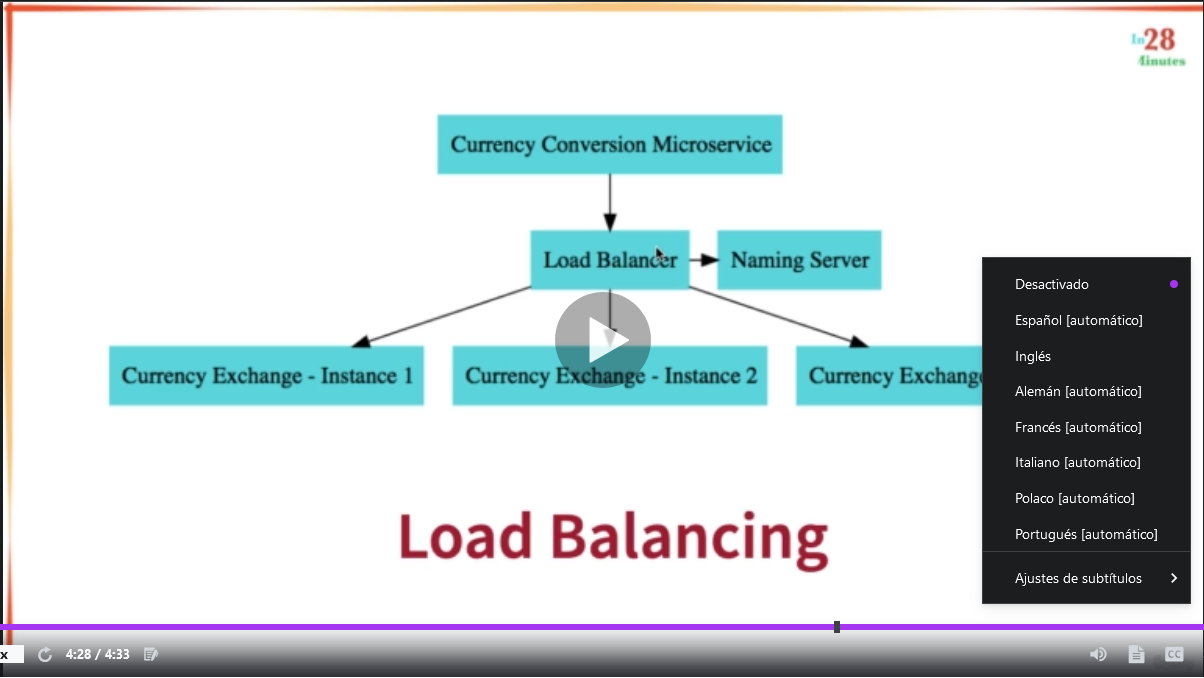 In28
4inutes
Currency Conversion Microservice
Load Balancer
Naming Server
Currency Exchange - Instance 1
Currency Exchange - Instance 2
Currency Exchange
Load Balancing
Desactivado
Español [automático]
Inglés
Alemán [automático]
Francés [automático]
Italiano [automático]
Polaco [automático]
Portugués [automático]
Ajustes de subtítulos
x
4:28 / 4:33
CC